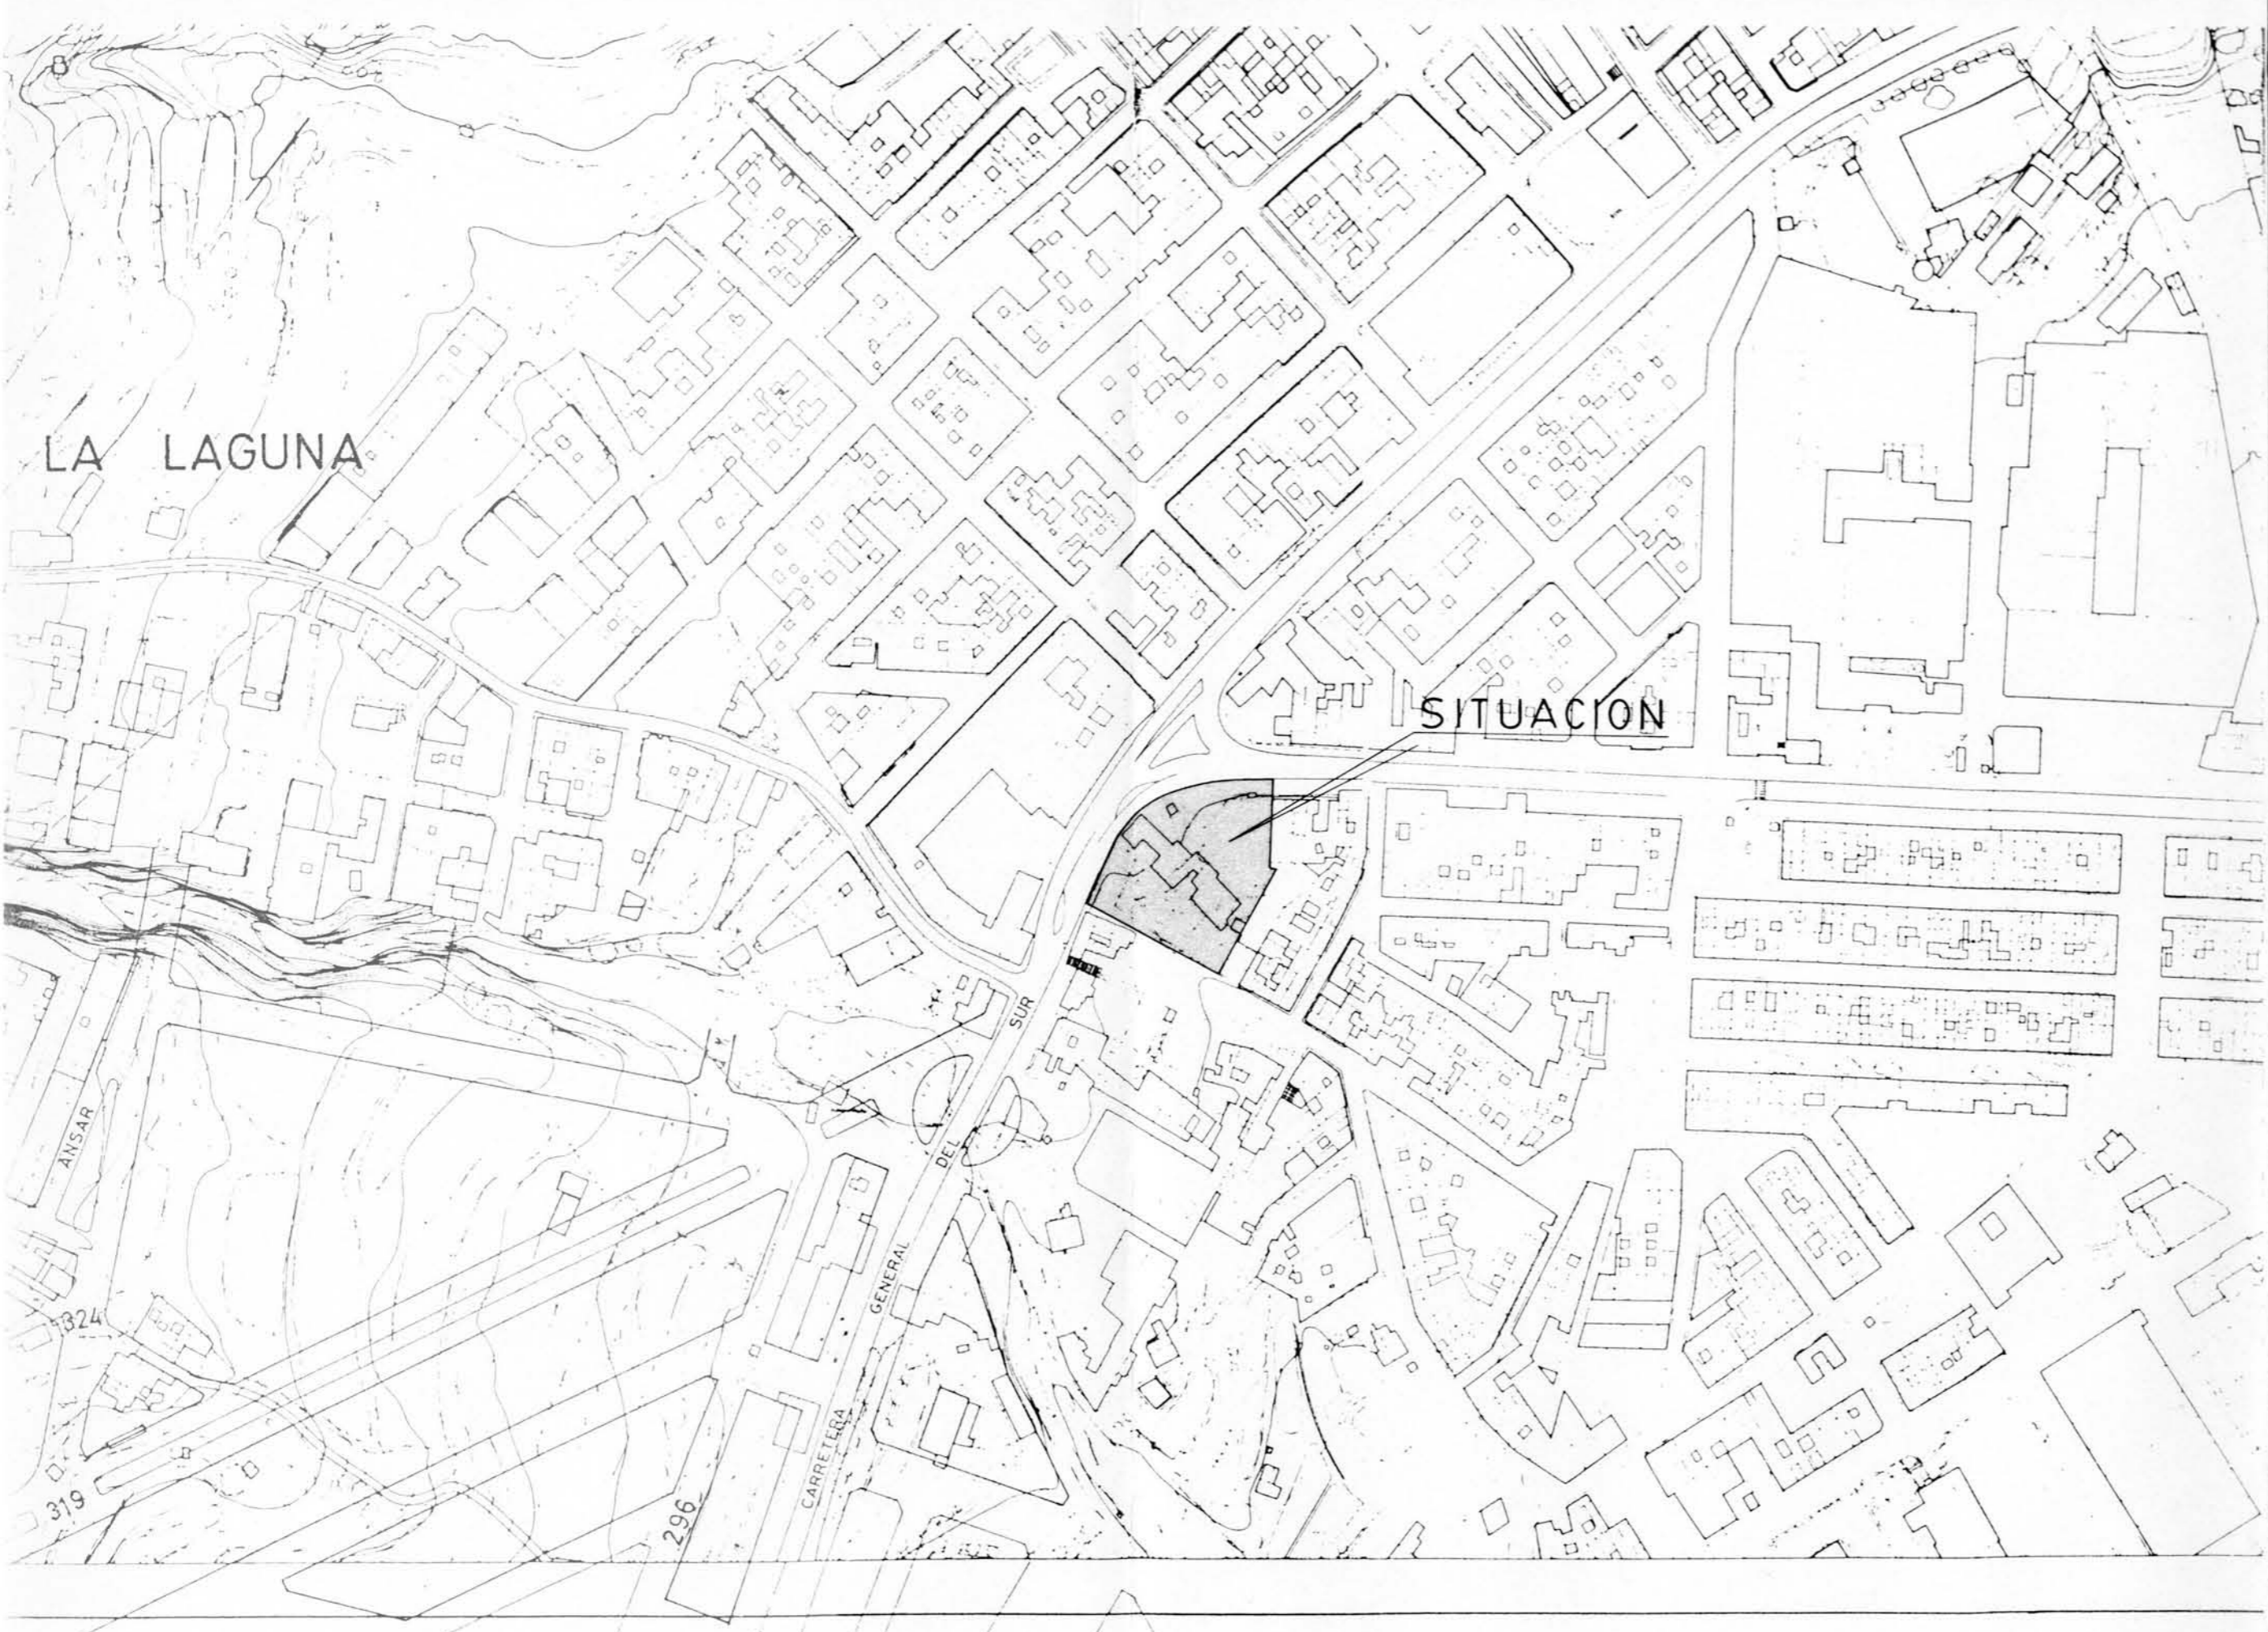 LA LAGUNA
SITUACION
CARRETERA GENERAL DEL SUR
ANSAR
324
319
296